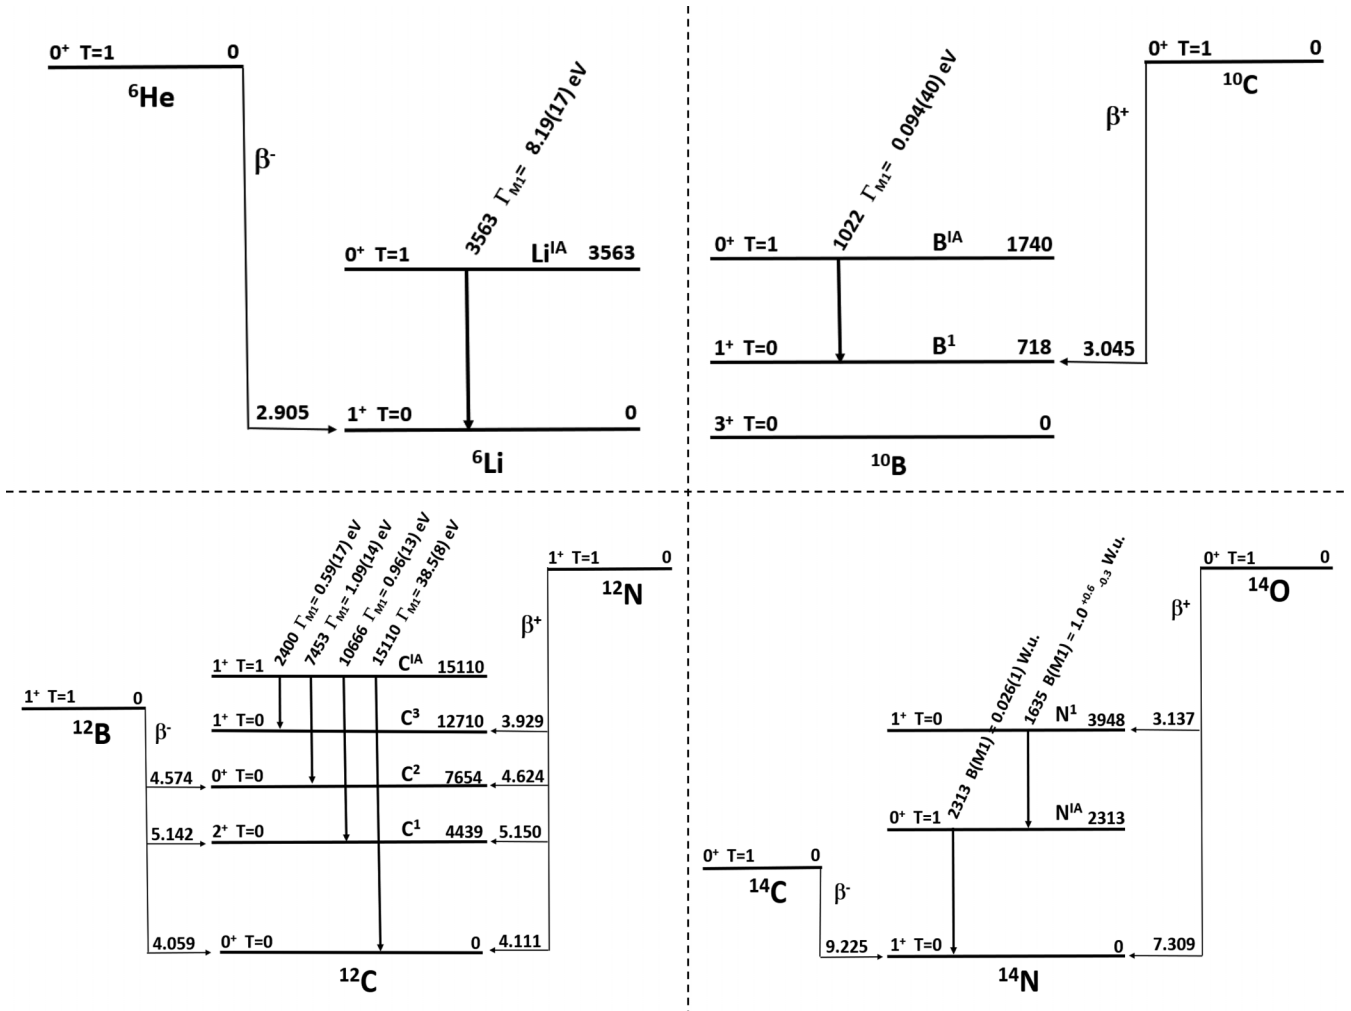 0⁺ T=1 0
⁶He
β⁻
8.19(17) eV
3563 Γ_M1=
0⁺ T=1 Li^IA 3563
2.905 1⁺ T=0 0
⁶Li
0⁺ T=1 0
¹⁰C
β⁺
1022 Γ_M1= 0.094(40) eV
0⁺ T=1 B^IA 1740
1⁺ T=0 B¹ 718 3.045
3⁺ T=0 0
¹⁰B
2400 Γ_M1= 0.59(17) eV
7453 Γ_M1= 1.09(14) eV
10666 Γ_M1= 0.96(13) eV
15110 Γ_M1= 38.5(8) eV
1⁺ T=1 0
¹²N
β⁺
1⁺ T=1 C^IA 15110
1⁺ T=1 0
¹²B
β⁻
1⁺ T=0 C³ 12710 3.929
4.574 0⁺ T=0 C² 7654 4.624
5.142 2⁺ T=0 C¹ 4439 5.150
4.059 0⁺ T=0 0 4.111
¹²C
0⁺ T=1 0
¹⁴O
β⁺
2313 B(M1) = 0.026(1) W.u.
1635 B(M1) = 1.0 ⁺⁰·⁶ ₋₀.₃ W.u.
1⁺ T=0 N¹ 3948 3.137
0⁺ T=1 N^IA 2313
0⁺ T=1 0
¹⁴C
β⁻
9.225 1⁺ T=0 0 7.309
¹⁴N